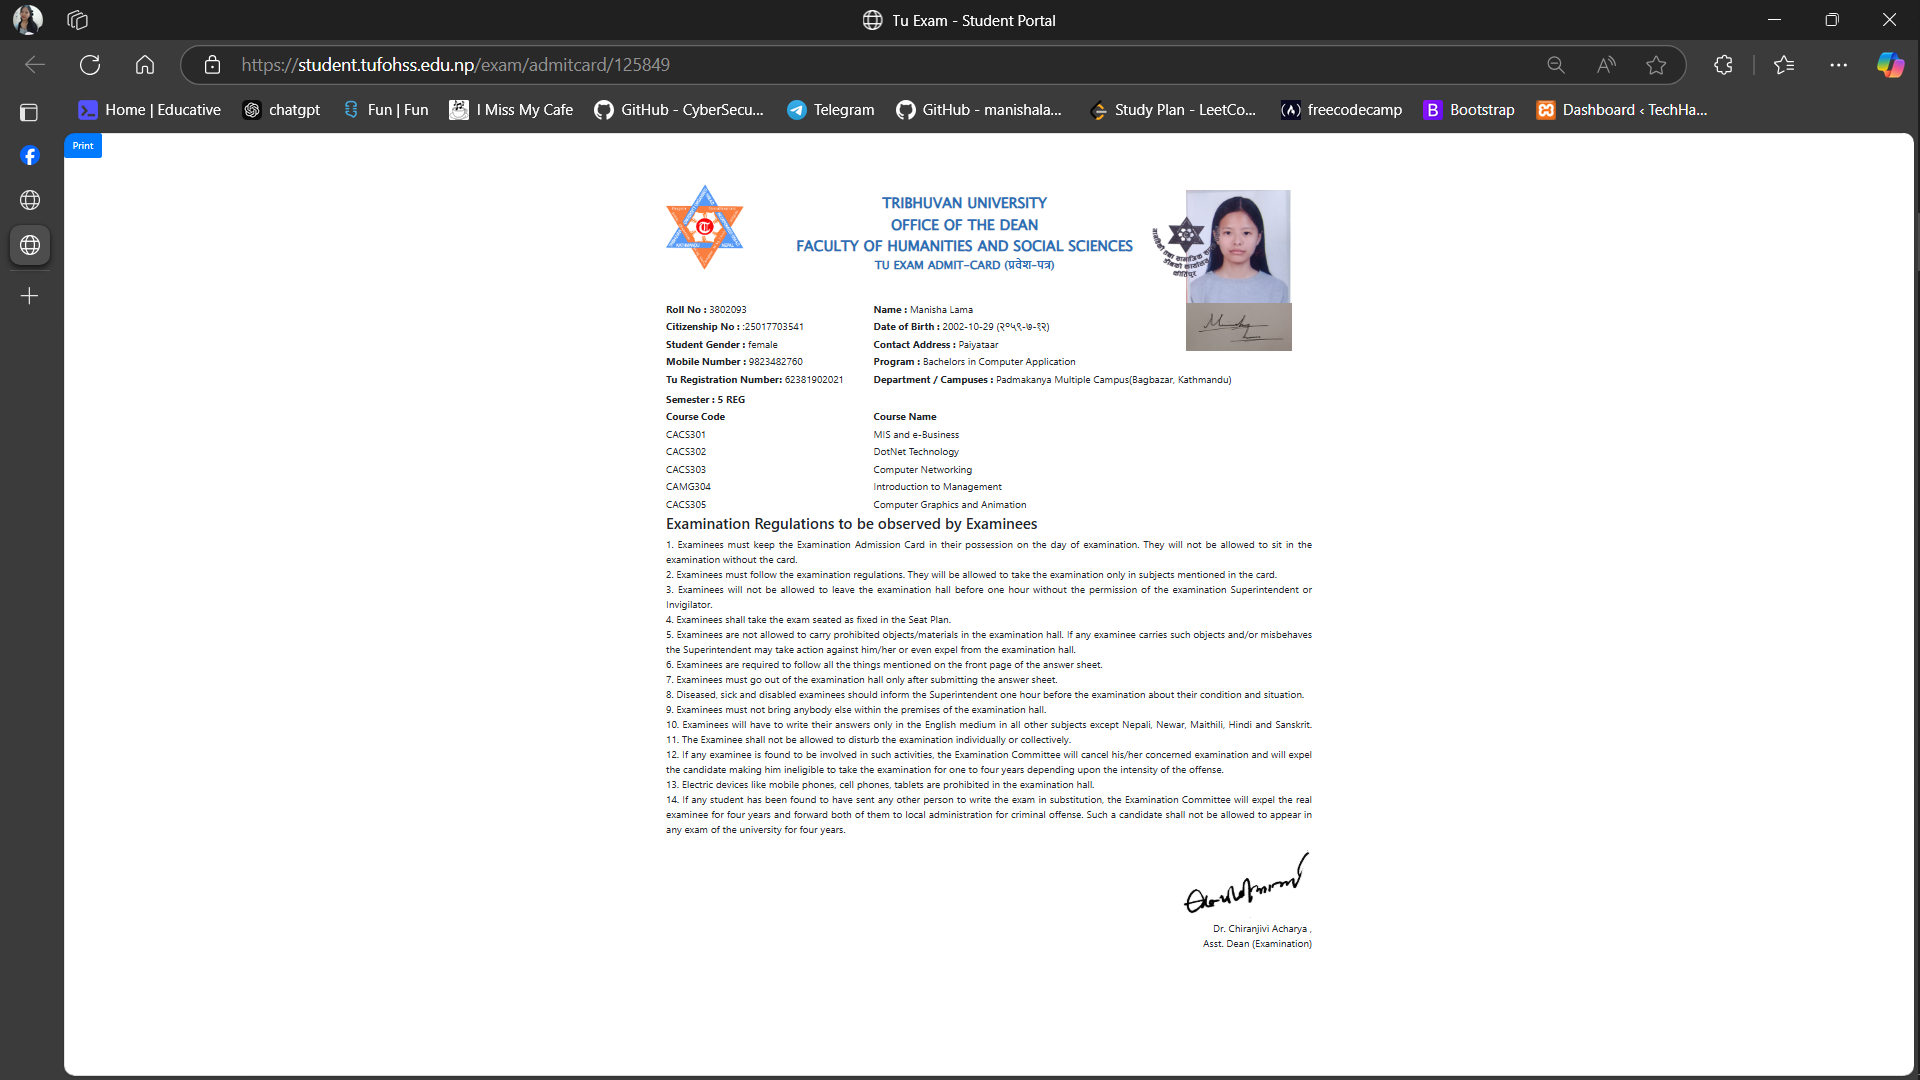 Tu Exam - Student Portal
https://student.tufohss.edu.np/exam/admitcard/125849
Home | Educative
chatgpt
Fun | Fun
I Miss My Cafe
GitHub - CyberSecu...
Telegram
GitHub - manishala...
Study Plan - LeetCo...
freecodecamp
Bootstrap
Dashboard ‹ TechHa...
Print
TRIBHUVAN UNIVERSITY
OFFICE OF THE DEAN
FACULTY OF HUMANITIES AND SOCIAL SCIENCES
TU EXAM ADMIT-CARD (प्रवेश-पत्र)
Roll No : 3802093
Name : Manisha Lama
Citizenship No : :25017703541
Date of Birth : 2002-10-29 (२०५९-७-१२)
Student Gender : female
Contact Address : Paiyataar
Mobile Number : 9823482760
Program : Bachelors in Computer Application
Tu Registration Number: 62381902021
Department / Campuses : Padmakanya Multiple Campus(Bagbazar, Kathmandu)
Semester : 5 REG
Course Code
Course Name
CACS301
MIS and e-Business
CACS302
DotNet Technology
CACS303
Computer Networking
CAMG304
Introduction to Management
CACS305
Computer Graphics and Animation
Examination Regulations to be observed by Examinees
1. Examinees must keep the Examination Admission Card in their possession on the day of examination. They will not be allowed to sit in the
examination without the card.
2. Examinees must follow the examination regulations. They will be allowed to take the examination only in subjects mentioned in the card.
3. Examinees will not be allowed to leave the examination hall before one hour without the permission of the examination Superintendent or
Invigilator.
4. Examinees shall take the exam seated as fixed in the Seat Plan.
5. Examinees are not allowed to carry prohibited objects/materials in the examination hall. If any examinee carries such objects and/or misbehaves
the Superintendent may take action against him/her or even expel from the examination hall.
6. Examinees are required to follow all the things mentioned on the front page of the answer sheet.
7. Examinees must go out of the examination hall only after submitting the answer sheet.
8. Diseased, sick and disabled examinees should inform the Superintendent one hour before the examination about their condition and situation.
9. Examinees must not bring anybody else within the premises of the examination hall.
10. Examinees will have to write their answers only in the English medium in all other subjects except Nepali, Newar, Maithili, Hindi and Sanskrit.
11. The Examinee shall not be allowed to disturb the examination individually or collectively.
12. If any examinee is found to be involved in such activities, the Examination Committee will cancel his/her concerned examination and will expel
the candidate making him ineligible to take the examination for one to four years depending upon the intensity of the offense.
13. Electric devices like mobile phones, cell phones, tablets are prohibited in the examination hall.
14. If any student has been found to have sent any other person to write the exam in substitution, the Examination Committee will expel the real
examinee for four years and forward both of them to local administration for criminal offense. Such a candidate shall not be allowed to appear in
any exam of the university for four years.
Dr. Chiranjivi Acharya ,
Asst. Dean (Examination)